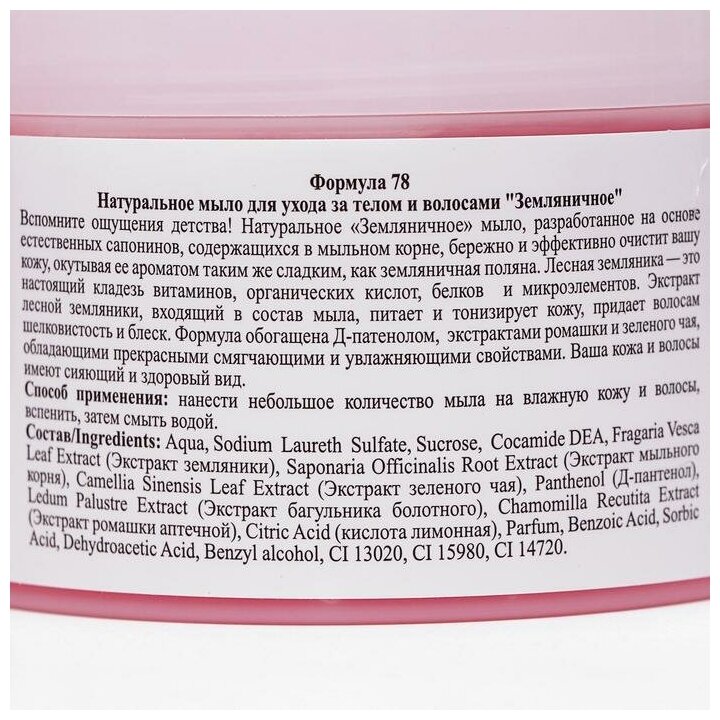 Формула 78
Натуральное мыло для ухода за телом и волосами "Земляничное"
Вспомните ощущения детства! Натуральное «Земляничное» мыло, разработанное на основе
естественных сапонинов, содержащихся в мыльном корне, бережно и эффективно очистит вашу
кожу, окутывая ее ароматом таким же сладким, как земляничная поляна. Лесная земляника — это
настоящий кладезь витаминов, органических кислот, белков и микроэлементов. Экстракт
лесной земляники, входящий в состав мыла, питает и тонизирует кожу, придает волосам
шелковистость и блеск. Формула обогащена Д-патенолом, экстрактами ромашки и зеленого чая,
обладающими прекрасными смягчающими и увлажняющими свойствами. Ваша кожа и волосы
имеют сияющий и здоровый вид.
Способ применения: нанести небольшое количество мыла на влажную кожу и волосы,
вспенить, затем смыть водой.
Состав/Ingredients: Aqua, Sodium Laureth Sulfate, Sucrose, Cocamide DEA, Fragaria Vesca
Leaf Extract (Экстракт земляники), Saponaria Officinalis Root Extract (Экстракт мыльного
корня), Camellia Sinensis Leaf Extract (Экстракт зеленого чая), Panthenol (Д-пантенол),
Ledum Palustre Extract (Экстракт багульника болотного), Chamomilla Recutita Extract
(Экстракт ромашки аптечной), Citric Acid (кислота лимонная), Parfum, Benzoic Acid, Sorbic
Acid, Dehydroacetic Acid, Benzyl alcohol, CI 13020, CI 15980, CI 14720.